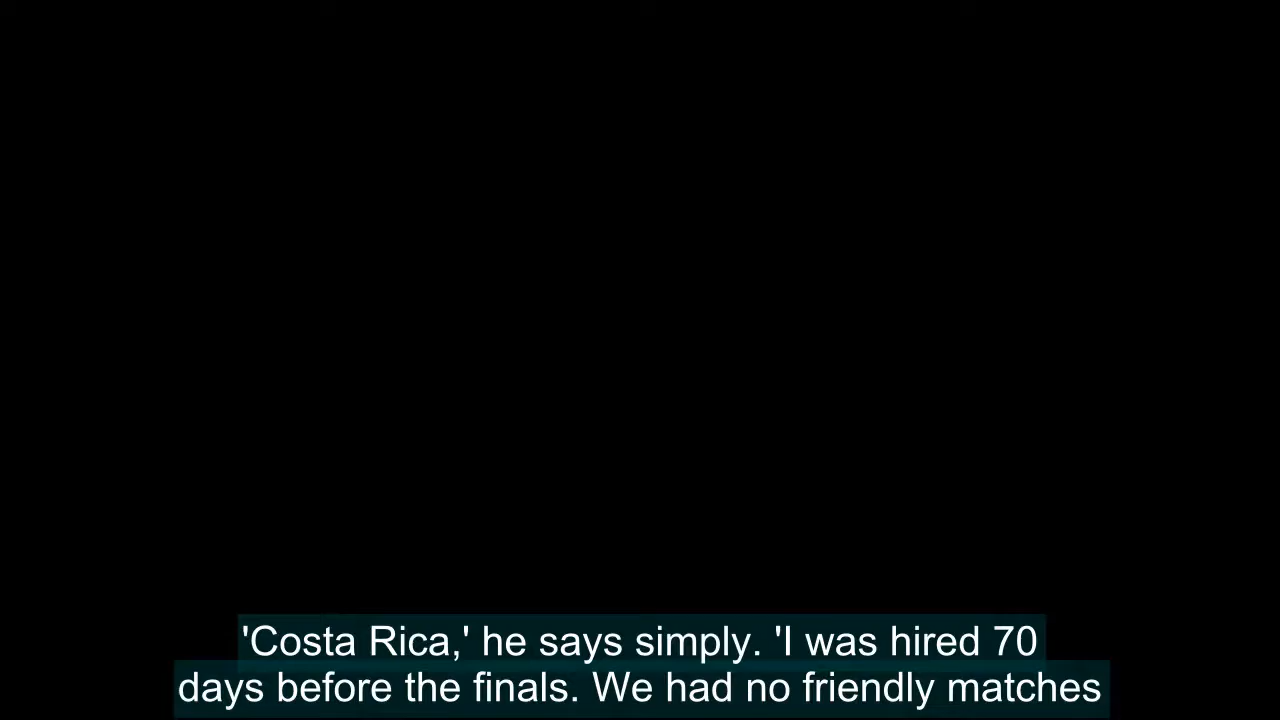 'Costa Rica,' he says simply. 'I was hired 70
days before the finals. We had no friendly matches